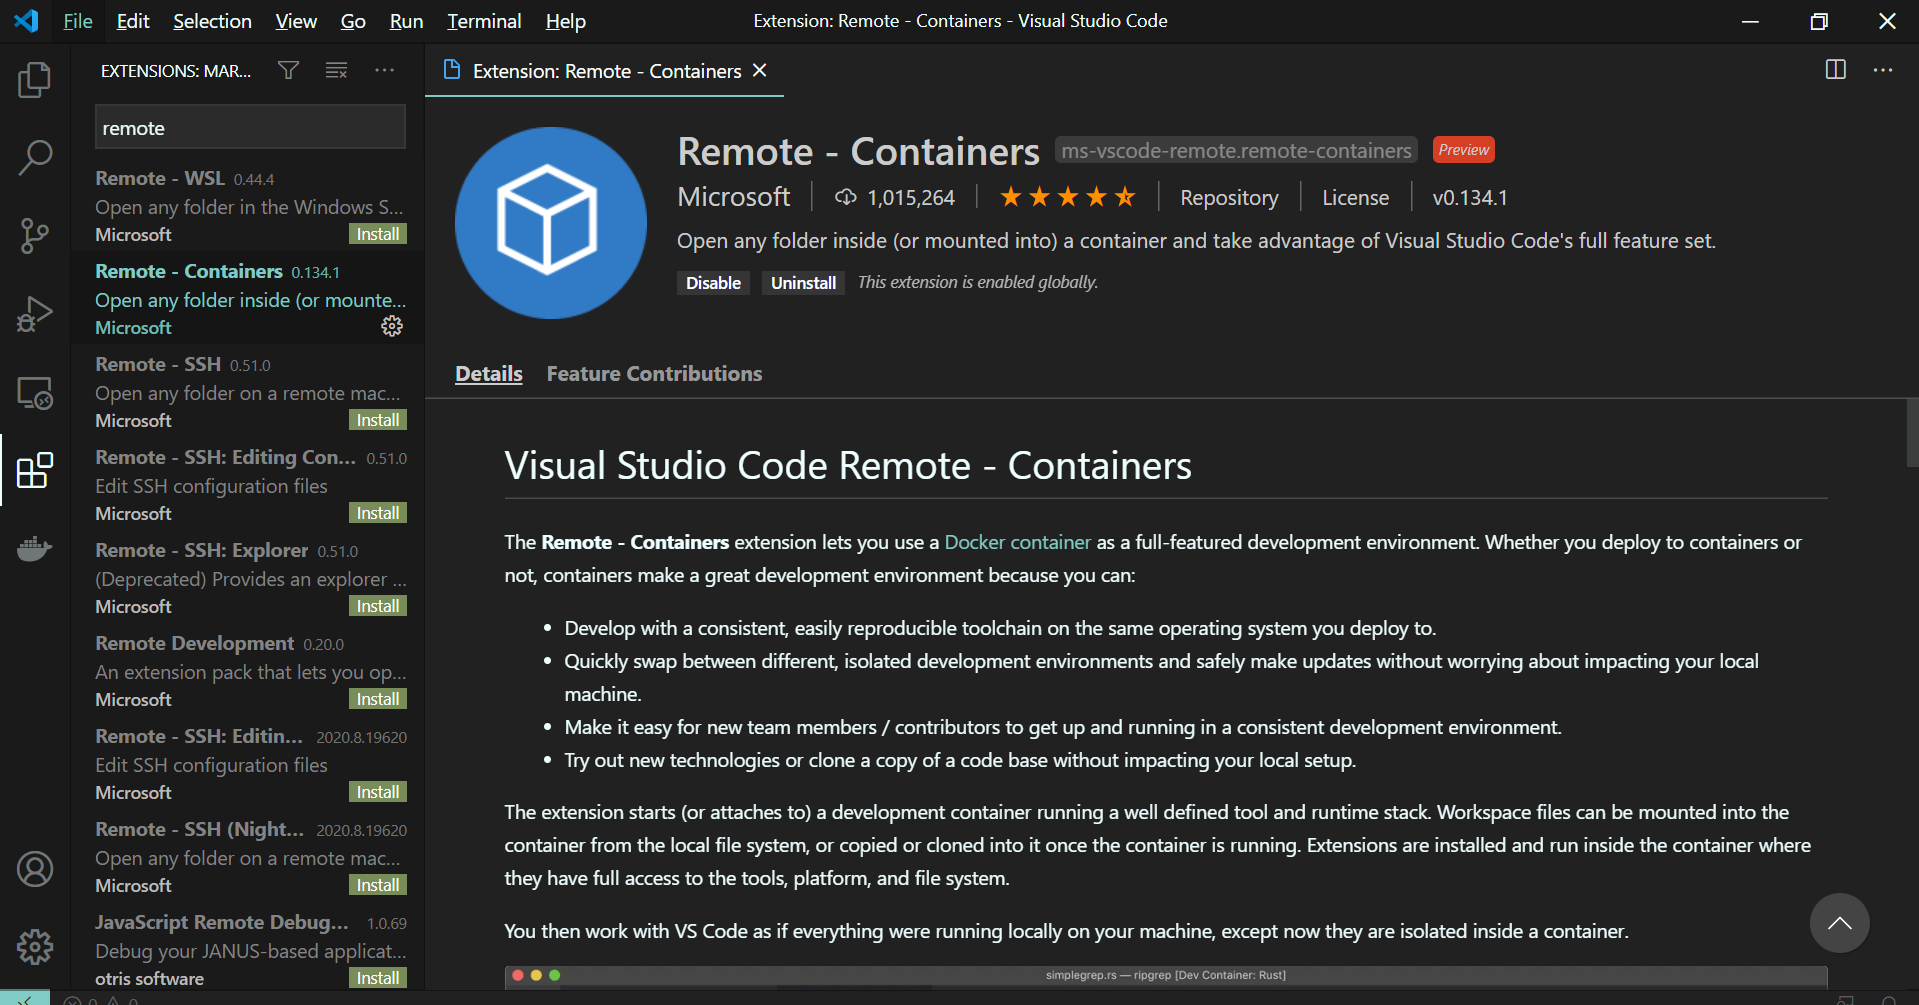 File Edit Selection View Go Run Terminal Help
Extension: Remote - Containers - Visual Studio Code
EXTENSIONS: MAR...
remote
Remote - WSL 0.44.4
Open any folder in the Windows S...
Microsoft Install
Remote - Containers 0.134.1
Open any folder inside (or mounte...
Microsoft
Remote - SSH 0.51.0
Open any folder on a remote mac...
Microsoft Install
Remote - SSH: Editing Con... 0.51.0
Edit SSH configuration files
Microsoft Install
Remote - SSH: Explorer 0.51.0
(Deprecated) Provides an explorer ...
Microsoft Install
Remote Development 0.20.0
An extension pack that lets you op...
Microsoft Install
Remote - SSH: Editin... 2020.8.19620
Edit SSH configuration files
Microsoft Install
Remote - SSH (Night... 2020.8.19620
Open any folder on a remote mac...
Microsoft Install
JavaScript Remote Debug... 1.0.69
Debug your JANUS-based applicat...
otris software Install
Extension: Remote - Containers
Remote - Containers ms-vscode-remote.remote-containers Preview
Microsoft 1,015,264 Repository License v0.134.1
Open any folder inside (or mounted into) a container and take advantage of Visual Studio Code's full feature set.
Disable Uninstall This extension is enabled globally.
Details Feature Contributions
Visual Studio Code Remote - Containers
The Remote - Containers extension lets you use a Docker container as a full-featured development environment. Whether you deploy to containers or
not, containers make a great development environment because you can:
• Develop with a consistent, easily reproducible toolchain on the same operating system you deploy to.
• Quickly swap between different, isolated development environments and safely make updates without worrying about impacting your local
machine.
• Make it easy for new team members / contributors to get up and running in a consistent development environment.
• Try out new technologies or clone a copy of a code base without impacting your local setup.
The extension starts (or attaches to) a development container running a well defined tool and runtime stack. Workspace files can be mounted into the
container from the local file system, or copied or cloned into it once the container is running. Extensions are installed and run inside the container where
they have full access to the tools, platform, and file system.
You then work with VS Code as if everything were running locally on your machine, except now they are isolated inside a container.
simplegrep.rs — ripgrep [Dev Container: Rust]